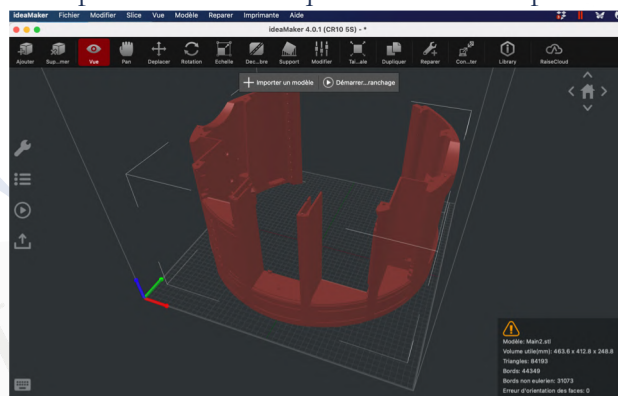 ideaMaker Fichier Modifier Slice Vue Modèle Reparer Imprimante Aide
ideaMaker 4.0.1 (CR10 5S) - *
Ajouter Sup...mer Vue Pan Deplacer Rotation Echelle Dec...bre Support Modifier Tai...ale Dupliquer Reparer Con...ter Library RaiseCloud
Importer un modèle Démarrer...ranchage
Modèle: Main2.stl
Volume utile(mm): 463.6 x 412.8 x 248.8
Triangles: 84193
Bords: 44349
Bords non eulerien: 31073
Erreur d'orientation des faces: 0